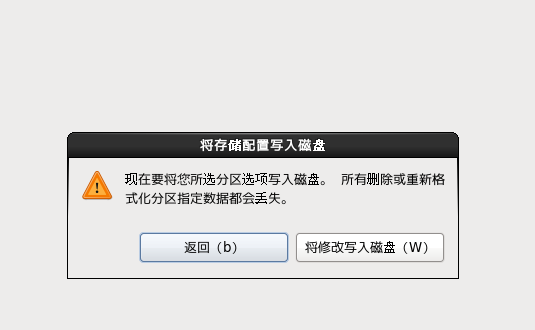 将存储配置写入磁盘
现在要将您所选分区选项写入磁盘。 所有删除或重新格
式化分区指定数据都会丢失。
返回（b）
将修改写入磁盘（W）